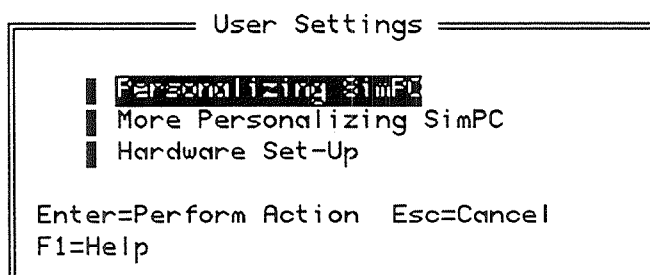 User Settings
Personalizing SimPC
More Personalizing SimPC
Hardware Set-Up
Enter=Perform Action Esc=Cancel
F1=Help